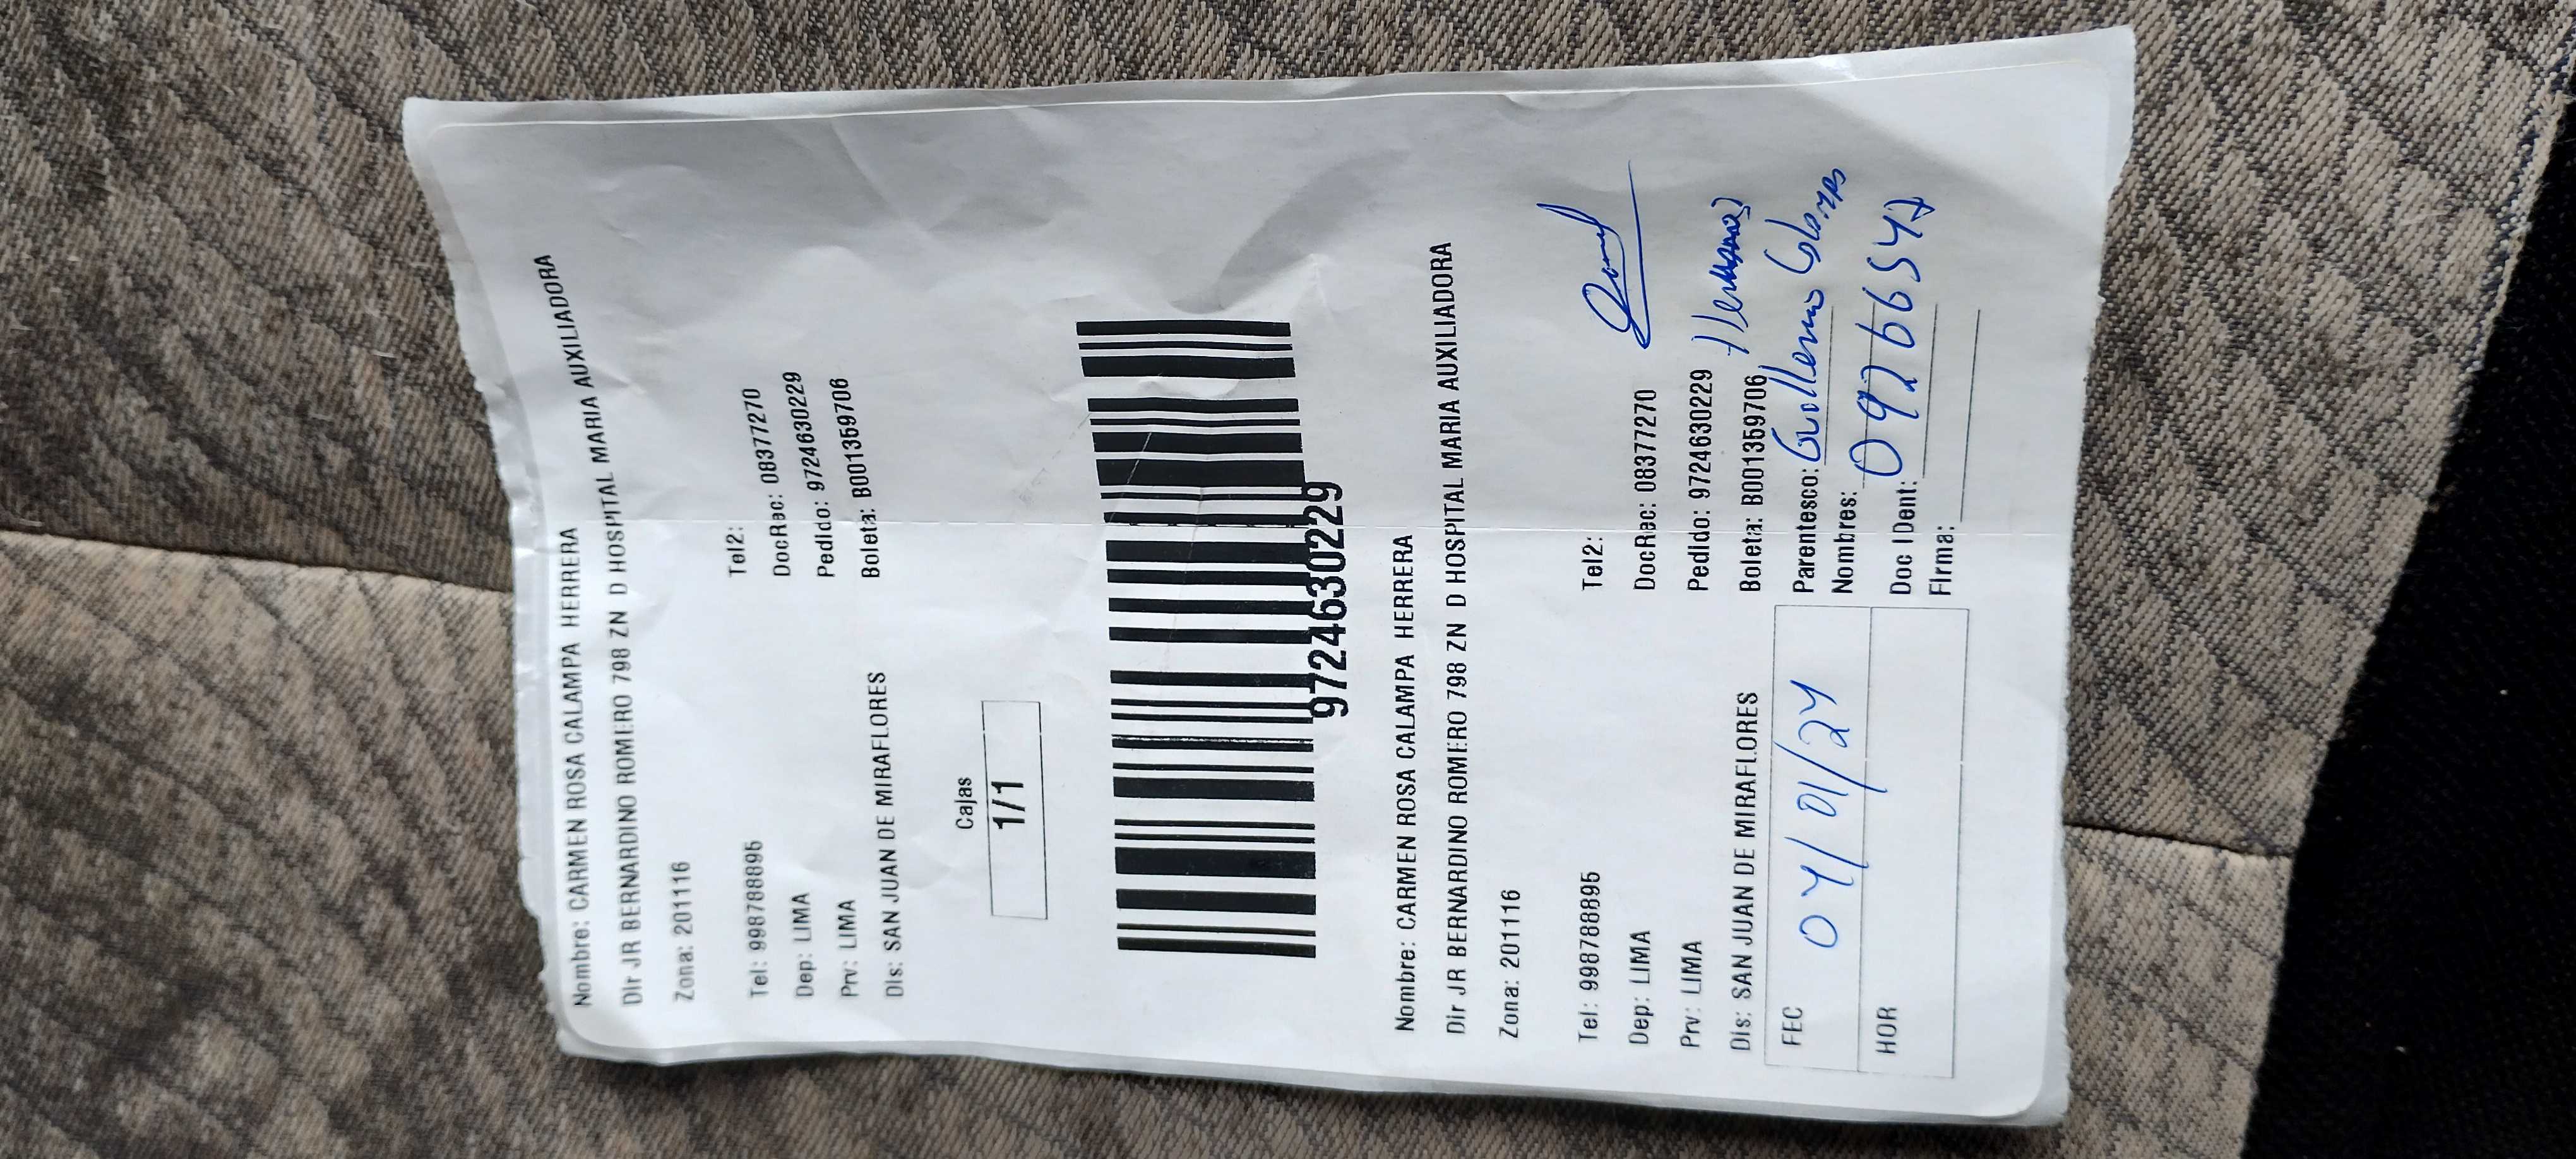 Nombre: CARMEN ROSA CALAMPA HERRERA
Dir JR BERNARDINO ROMERO 798 ZN D HOSPITAL MARIA AUXILIADORA
Zona: 201116
Tel: 998788895 Tel2:
Dep: LIMA DocRec: 08377270
Prv: LIMA Pedido: 9724630229
Dis: SAN JUAN DE MIRAFLORES Boleta: B001359706
Cajas
1/1
9724630229
Nombre: CARMEN ROSA CALAMPA HERRERA
Dir JR BERNARDINO ROMERO 798 ZN D HOSPITAL MARIA AUXILIADORA
Zona: 201116
Tel: 998788895 Tel2:
Dep: LIMA DocRec: 08377270
Prv: LIMA Pedido: 9724630229
Dis: SAN JUAN DE MIRAFLORES Boleta: B001359706
FEC 04/01/24 Parentesco: Guillermo
Nombres:
HOR Doc IDent: 09266547
Firma: